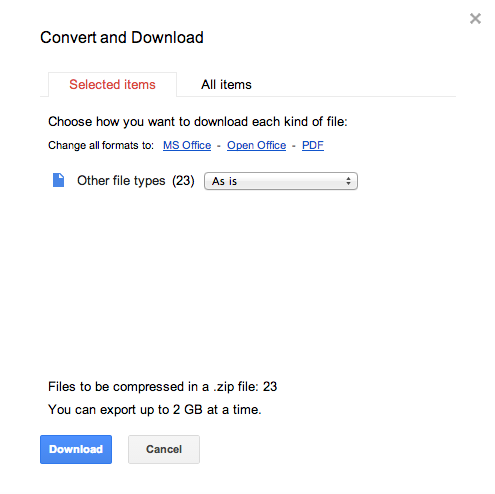 Convert and Download
Selected items All items
Choose how you want to download each kind of file:
Change all formats to: MS Office - Open Office - PDF
Other file types (23) As is
Files to be compressed in a .zip file: 23
You can export up to 2 GB at a time.
Download Cancel